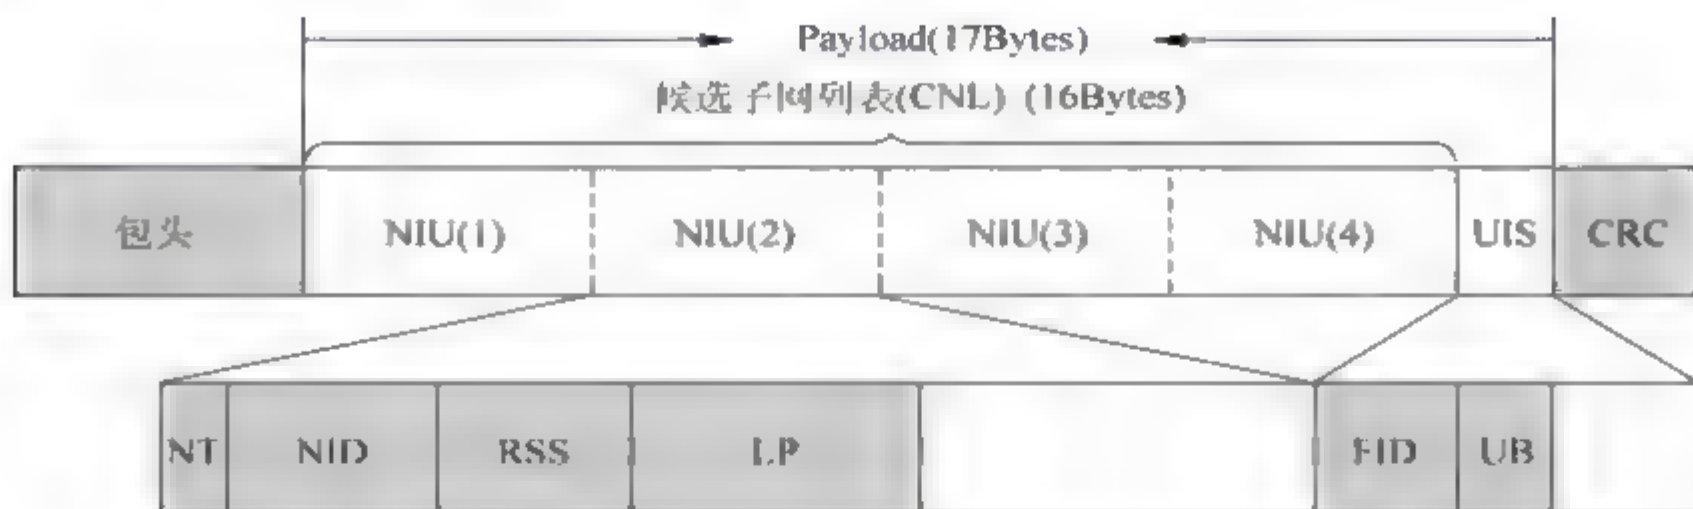 Payload(17Bytes)
候选子网列表(CNL) (16Bytes)
包头 NIU(1) NIU(2) NIU(3) NIU(4) UIS CRC
NT NID RSS LP FID UB